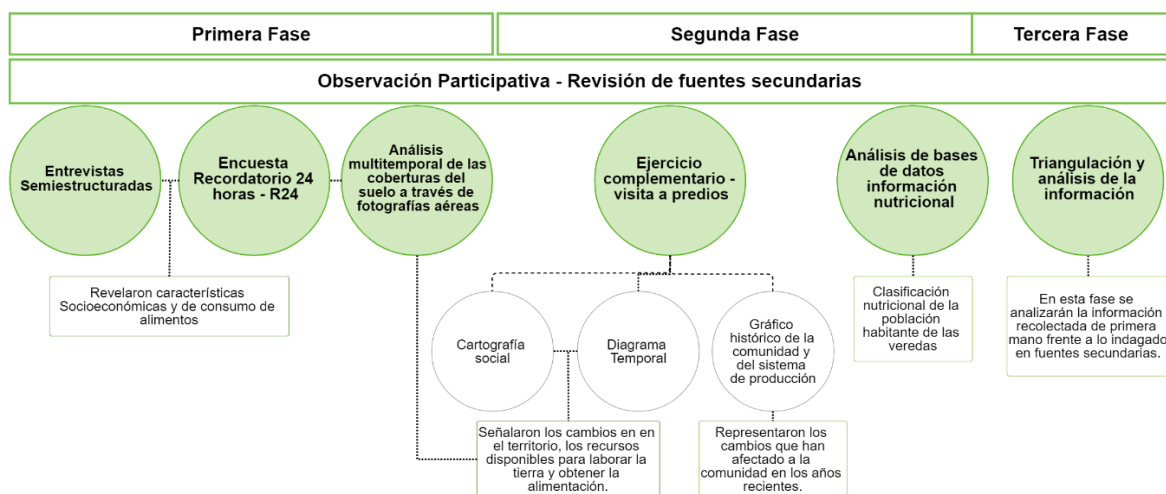 Primera Fase
Segunda Fase
Tercera Fase
Observación Participativa - Revisión de fuentes secundarias
Entrevistas
Semiestructuradas
Encuesta
Recordatorio 24
horas - R24
Análisis
multitemporal de las
coberturas del
suelo a través de
fotografías aéreas
Ejercicio
complementario -
visita a predios
Análisis de bases
de datos
información
nutricional
Triangulación y
análisis de la
información
Revelaron características
Socioeconómicas y de consumo de
alimentos
Cartografía
social
Diagrama
Temporal
Gráfico
histórico de la
comunidad y
del sistema
de producción
Clasificación
nutricional de la
población
habitante de las
veredas
En esta fase se
analizarán la información
recolectada de primera
mano frente a lo indagado
en fuentes secundarias.
Señalaron los cambios en en
el territorio, los recursos
disponibles para laborar la
tierra y obtener la
alimentación.
Representaron los
cambios que han
afectado a la
comunidad en los años
recientes.